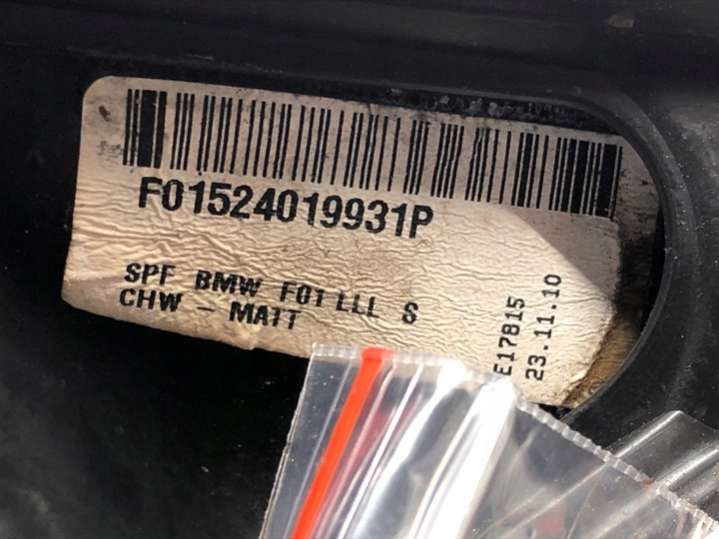 F01524019931P
SPF BMW F01 LLL S
CHW - MATT
E17815
23.11.10